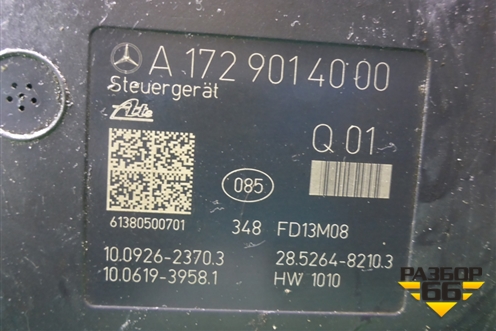 A 172 901 40 00
Steuergerät
Ate
Q 01
085
61380500701
348 FD13M08
10.0926-2370.3
28.5264-8210.3
10.0619-3958.1
HW 1010
РАЗБОР
66